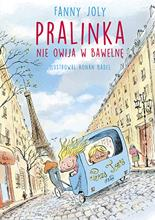 FANNY JOLY
PRALINKA
NIE OWIJA W BAWEŁNĘ
ILUSTROWAŁ RONAN BADEL